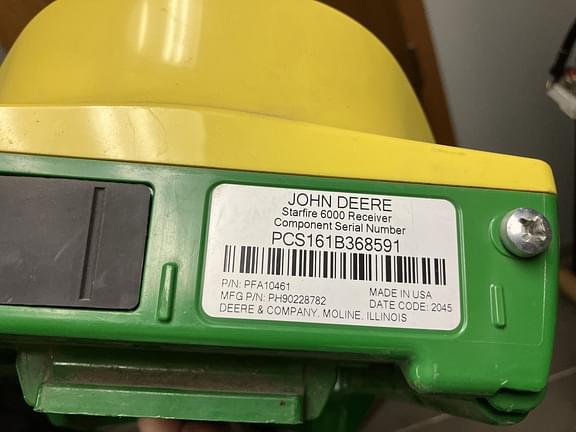 JOHN DEERE
Starfire 6000 Receiver
Component Serial Number
PCS161B368591
P/N: PFA10461
MADE IN USA
MFG P/N: PH90228782
DATE CODE: 2045
DEERE & COMPANY, MOLINE, ILLINOIS